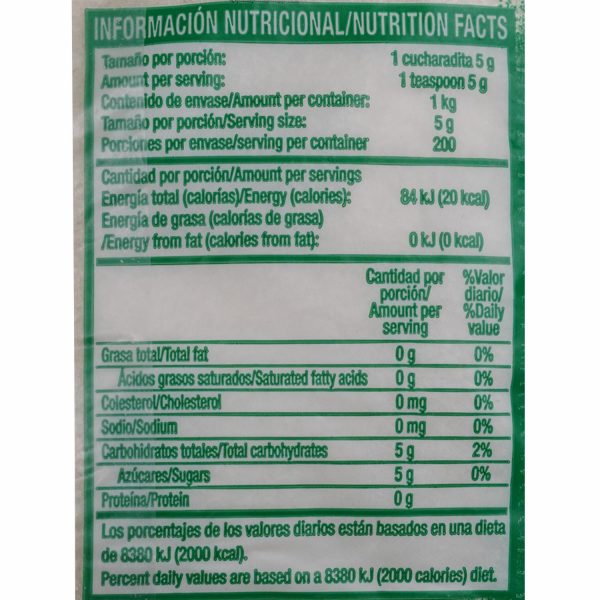 INFORMACIÓN NUTRICIONAL/NUTRITION FACTS
Tamaño por porción: 1 cucharadita 5 g
Amount per serving: 1 teaspoon 5 g
Contenido de envase/Amount per container: 1 kg
Tamaño por porción/Serving size: 5 g
Porciones por envase/serving per container 200
Cantidad por porción/Amount per servings
Energía total (calorías)/Energy (calories): 84 kJ (20 kcal)
Energía de grasa (calorías de grasa)
/Energy from fat (calories from fat): 0 kJ (0 kcal)
Cantidad por %Valor
porción/ diario/
Amount per %Daily
serving value
Grasa total/Total fat 0 g 0%
Ácidos grasos saturados/Saturated fatty acids 0 g 0%
Colesterol/Cholesterol 0 mg 0%
Sodio/Sodium 0 mg 0%
Carbohidratos totales/Total carbohydrates 5 g 2%
Azúcares/Sugars 5 g 0%
Proteína/Protein 0 g
Los porcentajes de los valores diarios están basados en una dieta
de 8380 kJ (2000 kcal).
Percent daily values are based on a 8380 kJ (2000 calories) diet.